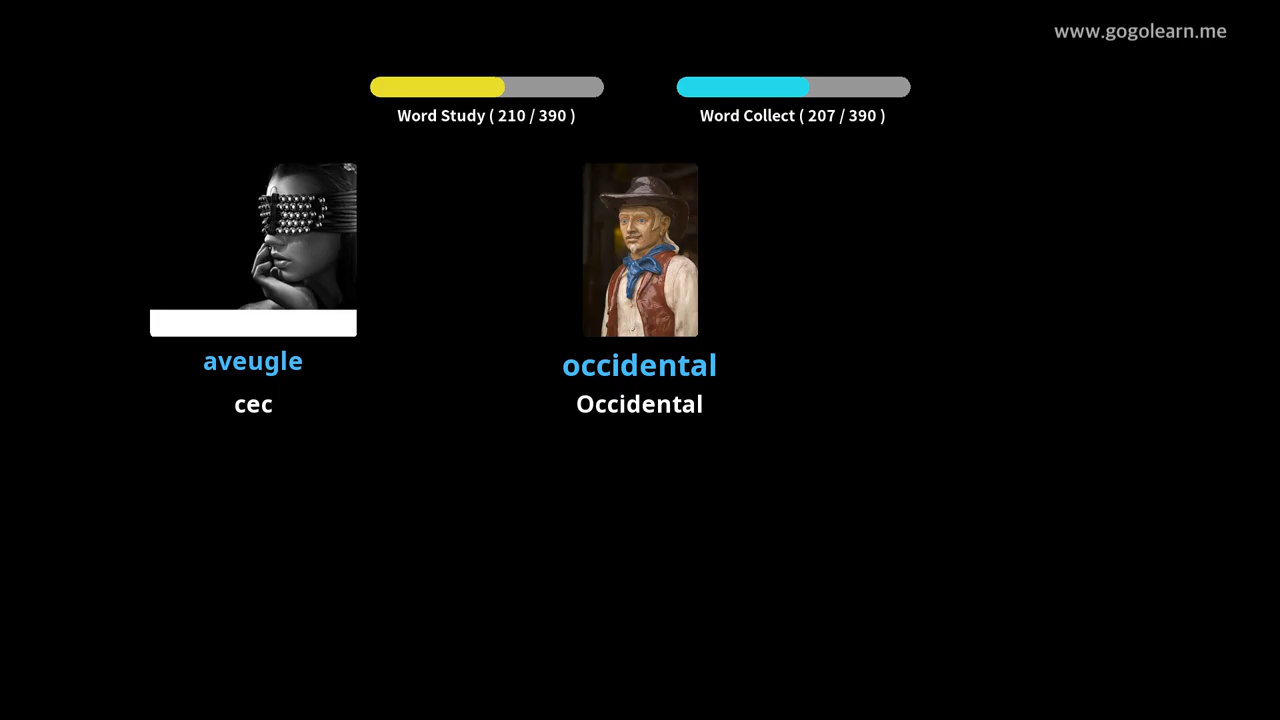 www.gogolearn.me
Word Study ( 210 / 390 )
Word Collect ( 207 / 390 )
aveugle
cec
occidental
Occidental